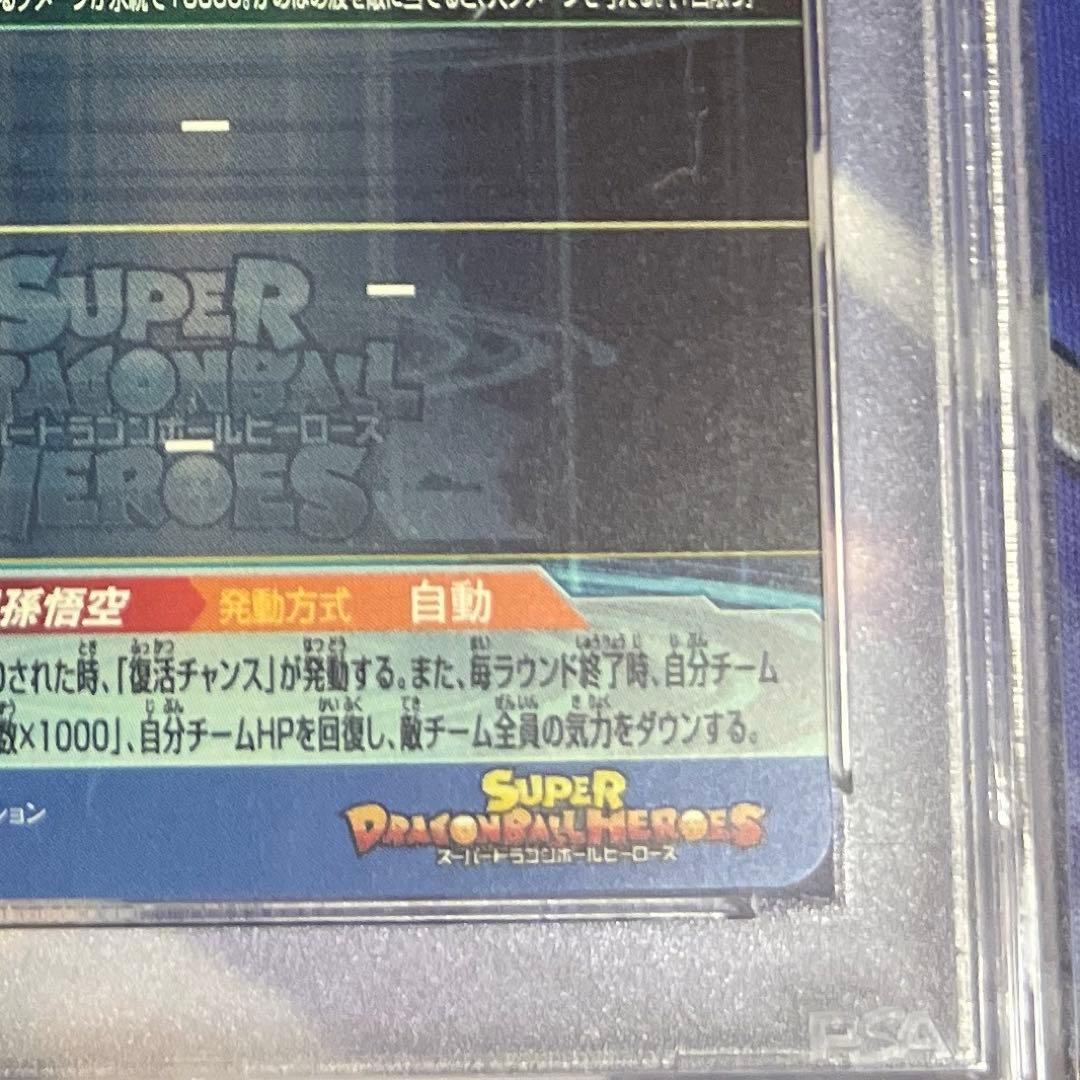 SUPER
DRAGONBALL
パードラゴンボールヒーローズ
HEROES
孫悟空 発動方式 自動
された時、「復活チャンス」が発動する。また、毎ラウンド終了時、自分チーム
数×1000」、自分チームHPを回復し、敵チーム全員の気力をダウンする。
ション
SUPER
DRAGONBALL HEROES
スーパードラゴンボールヒーローズ
PSA